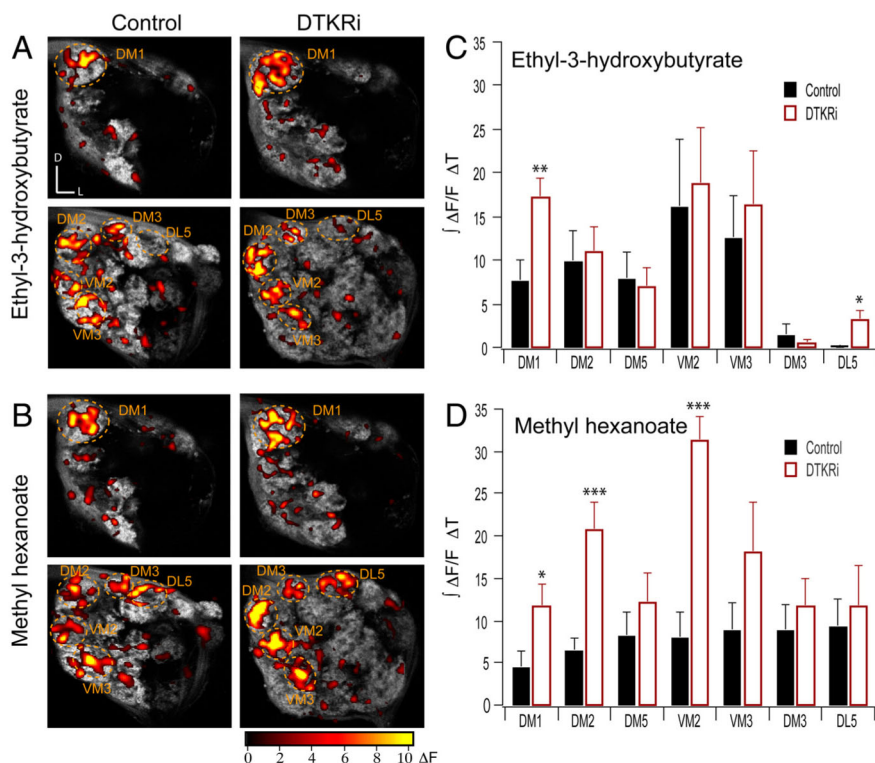 Control
DTKRi
A
DM1
DM1
D
L
Ethyl-3-hydroxybutyrate
DM2
DM3
DL5
VM2
VM3
DM2
DM3
DL5
VM2
VM3
B
DM1
DM1
Methyl hexanoate
DM2
DM3
DL5
VM2
VM3
DM3
DM2
DL5
VM2
VM3
0 2 4 6 8 10 ΔF
C
Ethyl-3-hydroxybutyrate
Control
DTKRi
∫ ΔF/F ΔT
35
30
25
20
15
10
5
0
**
*
DM1 DM2 DM5 VM2 VM3 DM3 DL5
D
Methyl hexanoate
Control
DTKRi
∫ ΔF/F ΔT
35
30
25
20
15
10
5
0
*
***
***
DM1 DM2 DM5 VM2 VM3 DM3 DL5